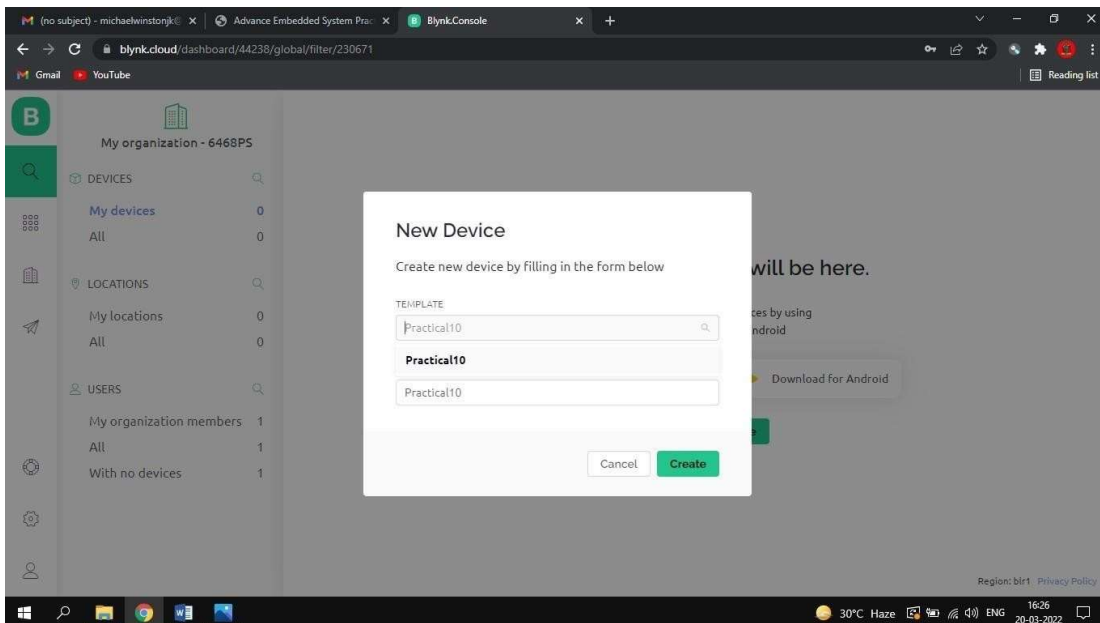 (no subject) - michaelwinstonjk@
Advance Embedded System Prac
Blynk.Console
blynk.cloud/dashboard/44238/global/filter/230671
Gmail
YouTube
Reading list
B
My organization - 6468PS
DEVICES
My devices 0
All 0
LOCATIONS
My locations 0
All 0
USERS
My organization members 1
All 1
With no devices 1
New Device
Create new device by filling in the form below
TEMPLATE
Practical10
Practical10
Practical10
Cancel
Create
will be here.
ces by using
ndroid
Download for Android
Region: blr1 Privacy Policy
30°C Haze
ENG
16:26
20-03-2022